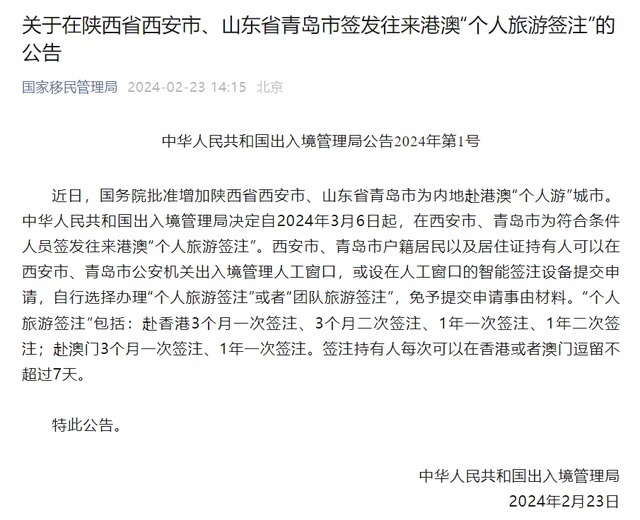 关于在陕西省西安市、山东省青岛市签发往来港澳“个人旅游签注”的
公告
国家移民管理局 2024-02-23 14:15 北京
中华人民共和国出入境管理局公告2024年第1号
近日，国务院批准增加陕西省西安市、山东省青岛市为内地赴港澳“个人游”城市。
中华人民共和国出入境管理局决定自2024年3月6日起，在西安市、青岛市为符合条件
人员签发往来港澳“个人旅游签注”。西安市、青岛市户籍居民以及居住证持有人可以在
西安市、青岛市公安机关出入境管理人工窗口，或设在人工窗口的智能签注设备提交申
请，自行选择办理“个人旅游签注”或者“团队旅游签注”，免予提交申请事由材料。“个人
旅游签注”包括：赴香港3个月一次签注、3个月二次签注、1年一次签注、1年二次签
注；赴澳门3个月一次签注、1年一次签注。签注持有人每次可以在香港或者澳门逗留不
超过7天。
特此公告。
中华人民共和国出入境管理局
2024年2月23日